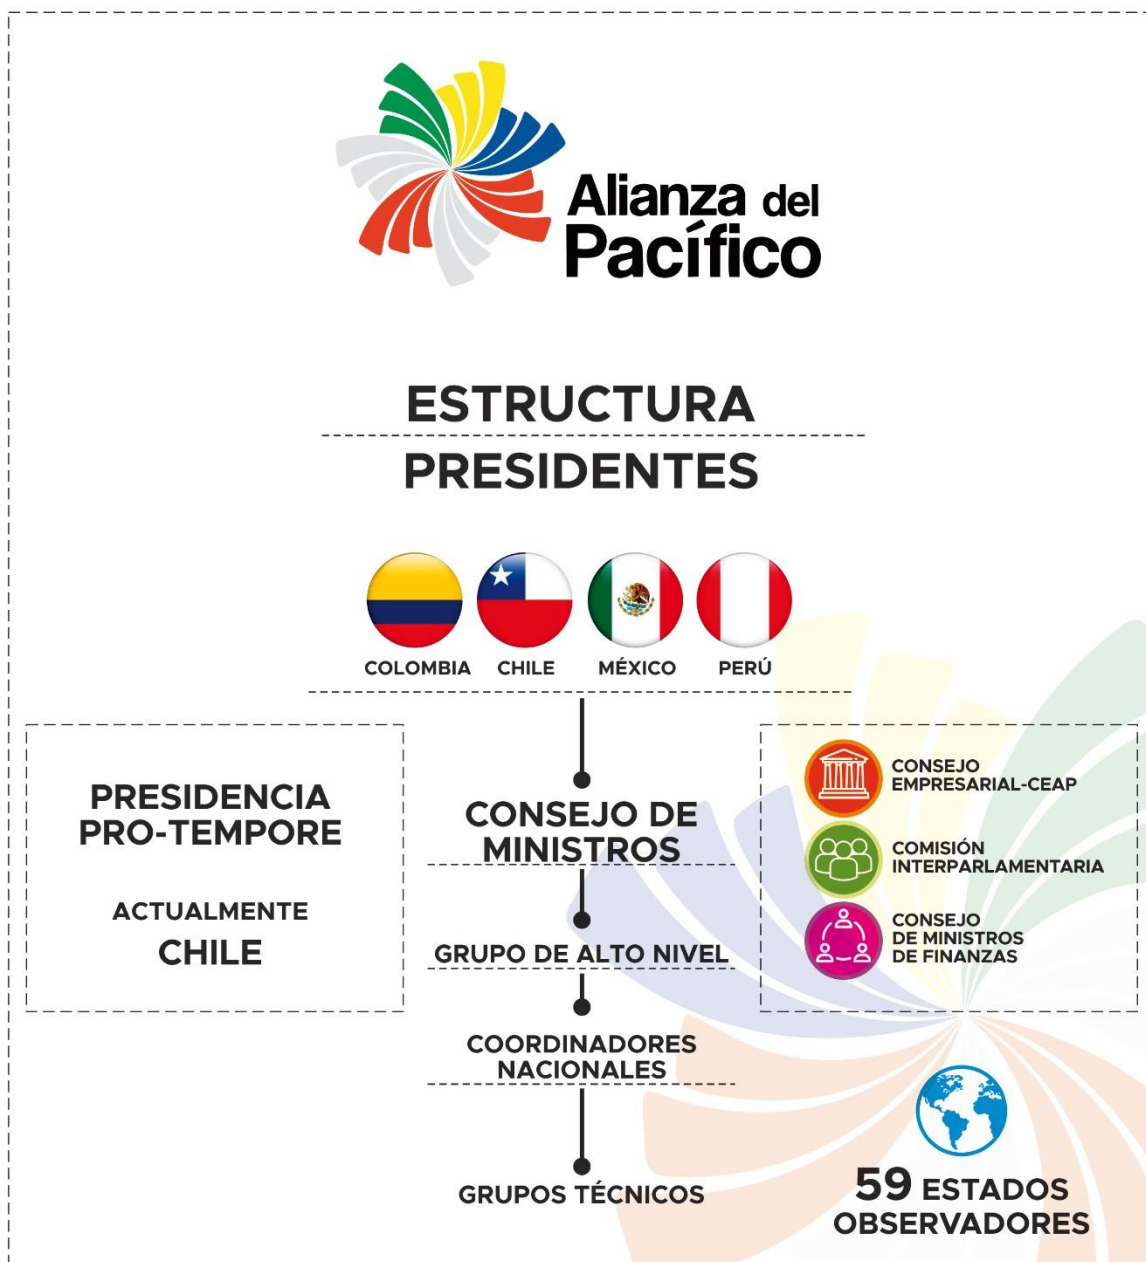 Alianza del
Pacífico
ESTRUCTURA
PRESIDENTES
COLOMBIA
CHILE
MÉXICO
PERÚ
PRESIDENCIA
PRO-TEMPORE
ACTUALMENTE
CHILE
CONSEJO DE
MINISTROS
GRUPO DE ALTO NIVEL
COORDINADORES
NACIONALES
GRUPOS TÉCNICOS
CONSEJO
EMPRESARIAL-CEAP
COMISIÓN
INTERPARLAMENTARIA
CONSEJO
DE MINISTROS
DE FINANZAS
59 ESTADOS
OBSERVADORES